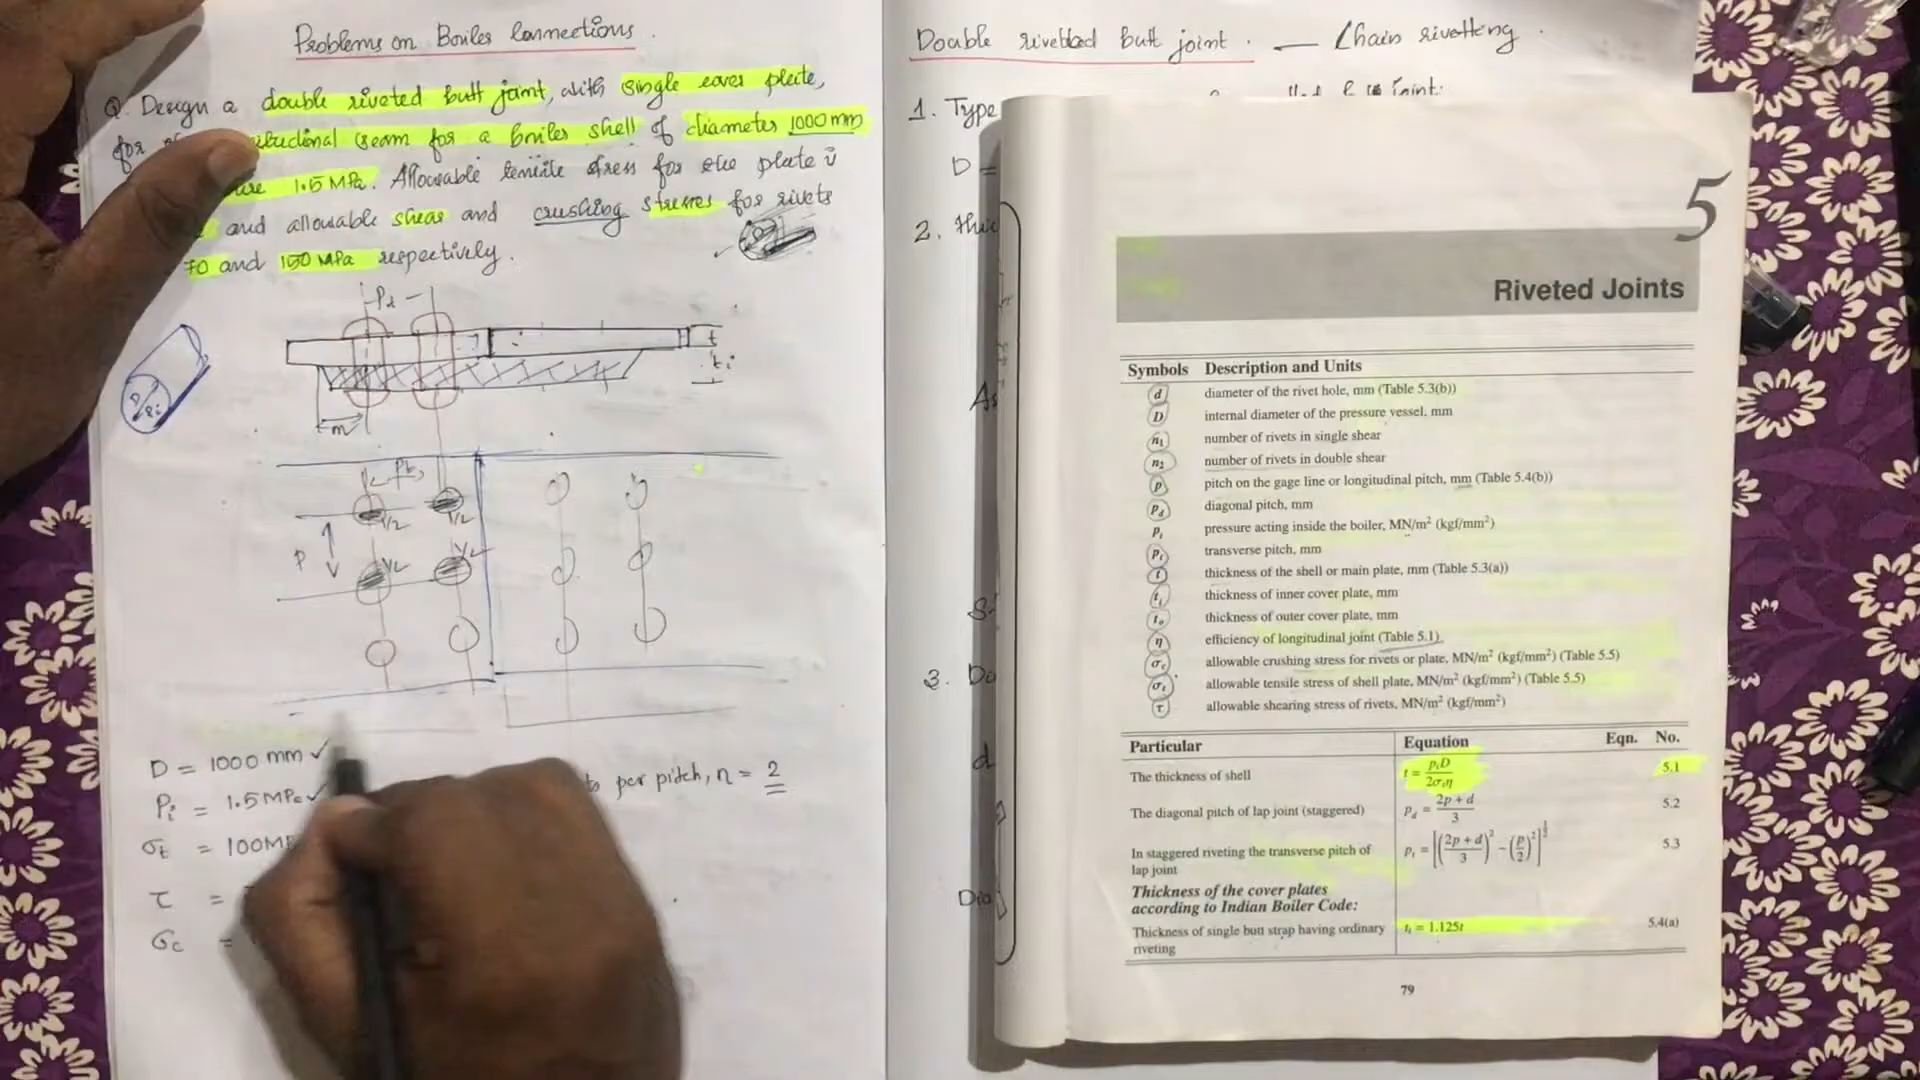 Problems on Boiler Connections.
Q. Design a double riveted butt joint, with single cover plate,
for seam for a boiler shell of diameter 1000 mm
1.5 MPa. Allowable tensile stress for the plate is
and allowable shear and crushing stresses for rivets
70 and 150 MPa respectively.
Pd
t
ti
D
Pi
m
Pt
1/2
1/2
P
1/2
D = 1000 mm ✓
Pi = 1.5 MPa ✓
per pitch, n = 2
σt = 100
τ =
σc =
Double rivetted butt joint. — Chain rivetting.
1. Type
D =
2.
3.
d
5
Riveted Joints
Symbols Description and Units
d diameter of the rivet hole, mm (Table 5.3(b))
D internal diameter of the pressure vessel, mm
n1 number of rivets in single shear
n2 number of rivets in double shear
p pitch on the gage line or longitudinal pitch, mm (Table 5.4(b))
pd diagonal pitch, mm
pi pressure acting inside the boiler, MN/m² (kgf/mm²)
pt transverse pitch, mm
t thickness of the shell or main plate, mm (Table 5.3(a))
ti thickness of inner cover plate, mm
to thickness of outer cover plate, mm
η efficiency of longitudinal joint (Table 5.1)
σc allowable crushing stress for rivets or plate, MN/m² (kgf/mm²) (Table 5.5)
σt allowable tensile stress of shell plate, MN/m² (kgf/mm²) (Table 5.5)
τ allowable shearing stress of rivets, MN/m² (kgf/mm²)
Particular Equation Eqn. No.
The thickness of shell t = piD / 2σtη 5.1
The diagonal pitch of lap joint (staggered) pd = (2p + d) / 3 5.2
In staggered riveting the transverse pitch of pt = [((2p + d)/3)² − (p/2)²]^½ 5.3
lap joint
Thickness of the cover plates
according to Indian Boiler Code:
Thickness of single butt strap having ordinary ti = 1.125t 5.4(a)
riveting
79